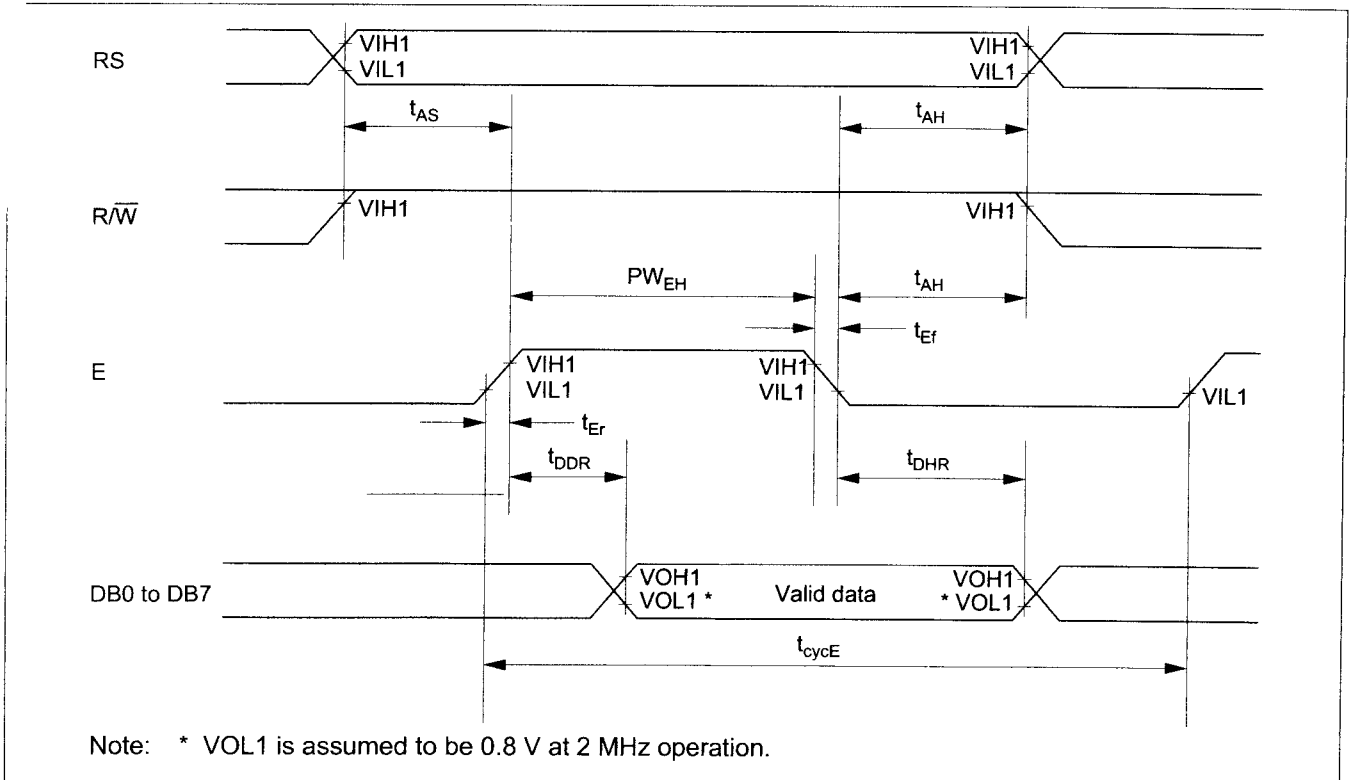 RS
VIH1
VIL1
VIH1
VIL1
tAS
tAH
R/W̅
VIH1
VIH1
PWEH
tAH
tEf
E
VIH1
VIL1
VIH1
VIL1
VIL1
tEr
tDDR
tDHR
DB0 to DB7
VOH1
VOL1 *
Valid data
VOH1
* VOL1
tcycE
Note: * VOL1 is assumed to be 0.8 V at 2 MHz operation.